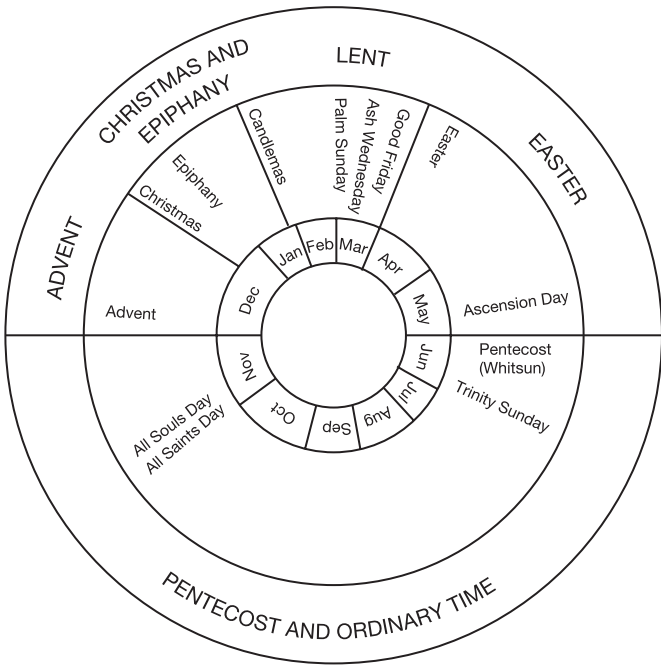 CHRISTMAS AND
EPIPHANY
LENT
EASTER
ADVENT
PENTECOST AND ORDINARY TIME
Candlemas
Palm Sunday
Ash Wednesday
Good Friday
Easter
Epiphany
Christmas
Advent
Ascension Day
Pentecost
(Whitsun)
Trinity Sunday
All Souls Day
All Saints Day
Jan
Feb
Mar
Apr
May
Jun
Jul
Aug
Sep
Oct
Nov
Dec